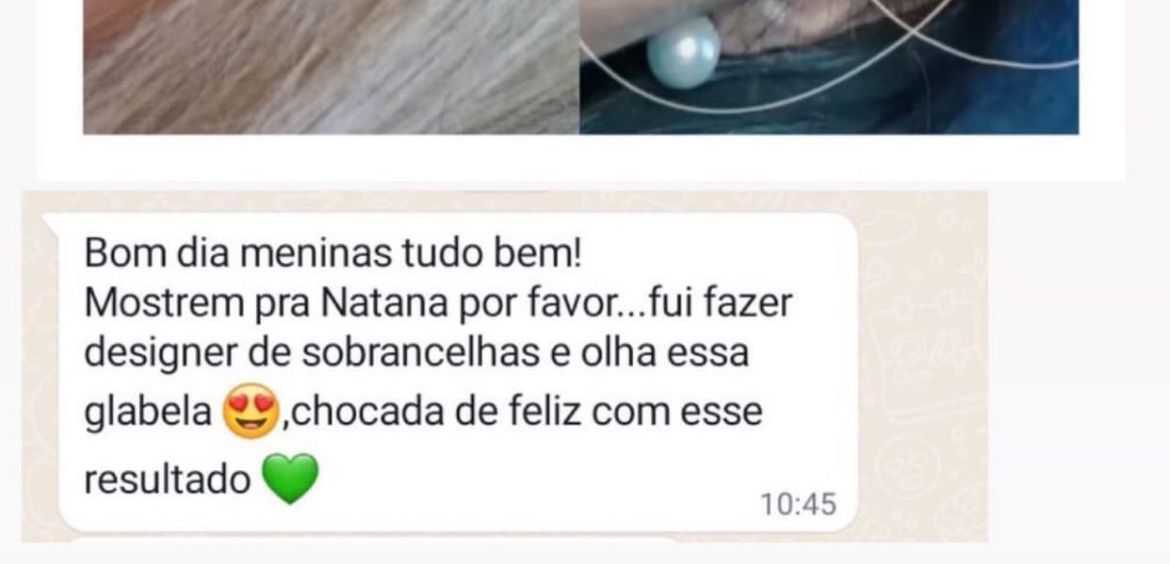 Bom dia meninas tudo bem!
Mostrem pra Natana por favor...fui fazer
designer de sobrancelhas e olha essa
glabela 😍,chocada de feliz com esse
resultado 💚
10:45